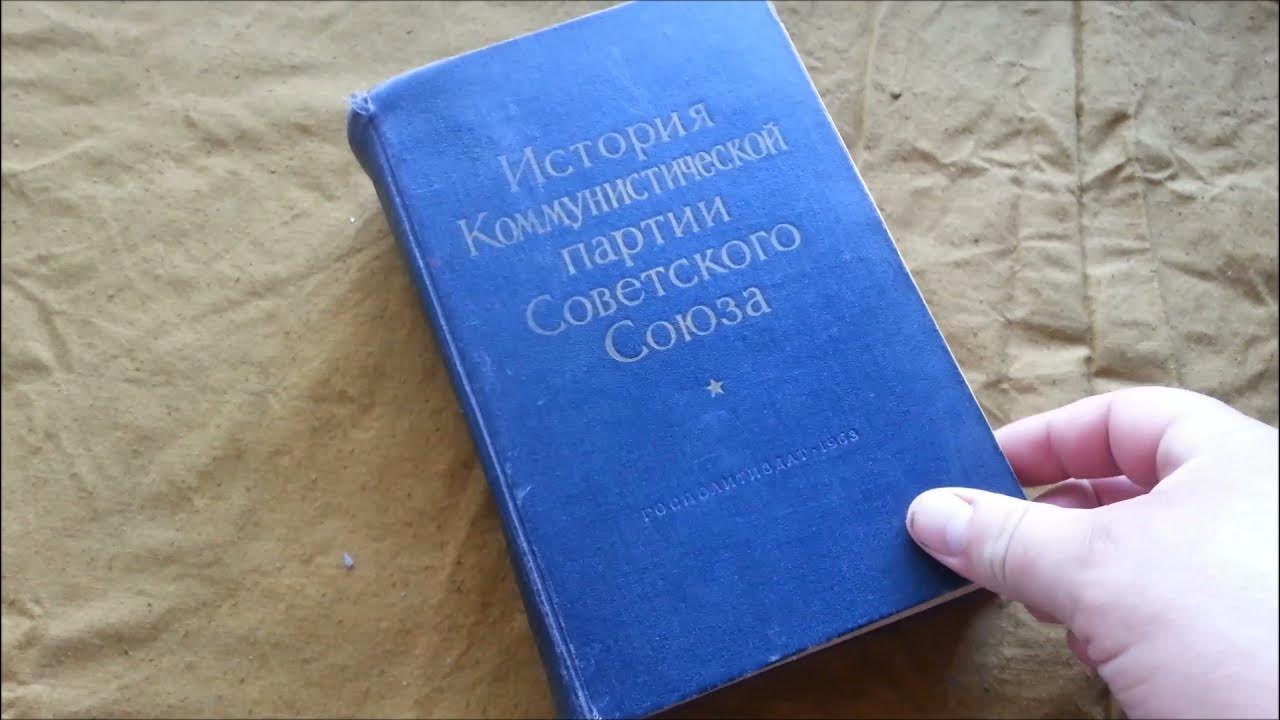 История
Коммунистической
партии
Советского
Союза
ГОСПОЛИТИЗДАТ·1963